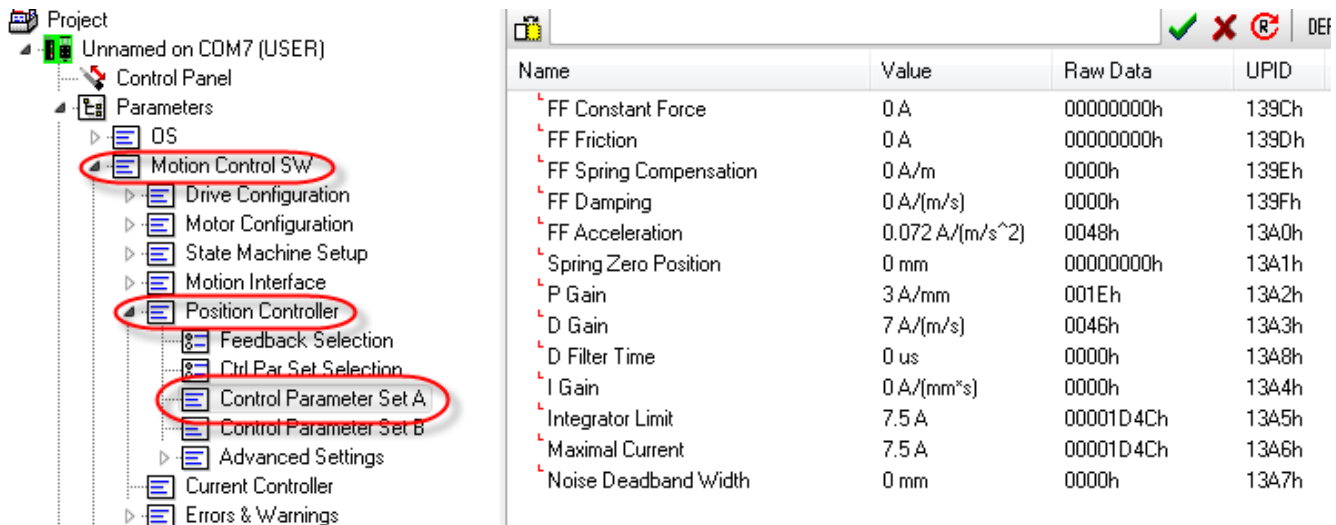 Project
Unnamed on COM7 (USER)
Control Panel
Parameters
OS
Motion Control SW
Drive Configuration
Motor Configuration
State Machine Setup
Motion Interface
Position Controller
Feedback Selection
Ctrl Par Set Selection
Control Parameter Set A
Control Parameter Set B
Advanced Settings
Current Controller
Errors & Warnings
R DEF
Name Value Raw Data UPID
FF Constant Force 0 A 00000000h 139Ch
FF Friction 0 A 00000000h 139Dh
FF Spring Compensation 0 A/m 0000h 139Eh
FF Damping 0 A/(m/s) 0000h 139Fh
FF Acceleration 0.072 A/(m/s^2) 0048h 13A0h
Spring Zero Position 0 mm 00000000h 13A1h
P Gain 3 A/mm 001Eh 13A2h
D Gain 7 A/(m/s) 0046h 13A3h
D Filter Time 0 us 0000h 13A8h
I Gain 0 A/(mm*s) 0000h 13A4h
Integrator Limit 7.5 A 00001D4Ch 13A5h
Maximal Current 7.5 A 00001D4Ch 13A6h
Noise Deadband Width 0 mm 0000h 13A7h